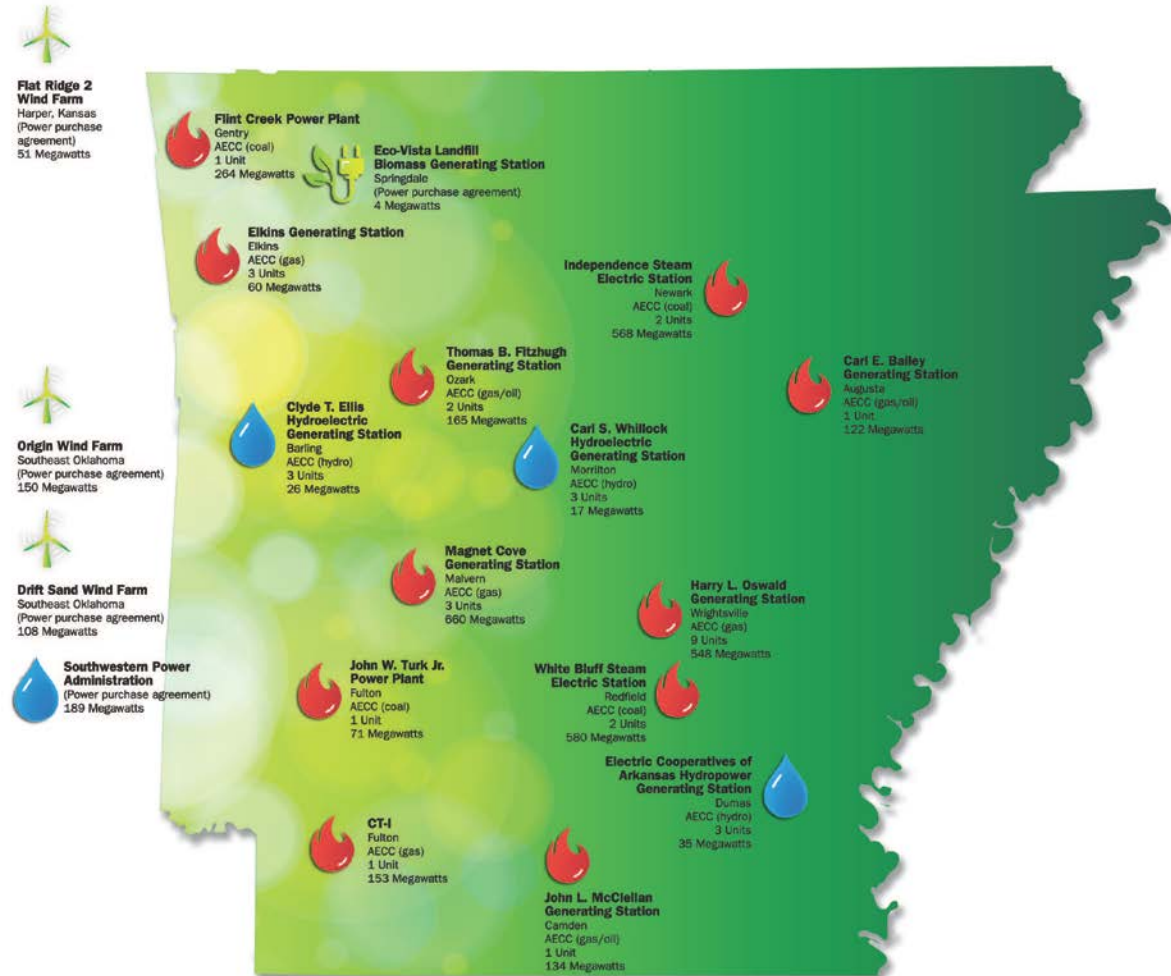 Flat Ridge 2
Wind Farm
Harper, Kansas
(Power purchase
agreement)
51 Megawatts
Flint Creek Power Plant
Gentry
AECC (coal)
1 Unit
264 Megawatts
Eco-Vista Landfill
Biomass Generating Station
Springdale
(Power purchase agreement)
4 Megawatts
Elkins Generating Station
Elkins
AECC (gas)
3 Units
60 Megawatts
Independence Steam
Electric Station
Newark
AECC (coal)
2 Units
568 Megawatts
Thomas B. Fitzhugh
Generating Station
Ozark
AECC (gas/oil)
2 Units
165 Megawatts
Carl E. Bailey
Generating Station
Augusta
AECC (gas/oil)
1 Unit
122 Megawatts
Clyde T. Ellis
Hydroelectric
Generating Station
Barling
AECC (hydro)
3 Units
26 Megawatts
Carl S. Whillock
Hydroelectric
Generating Station
Morrilton
AECC (hydro)
3 Units
17 Megawatts
Origin Wind Farm
Southeast Oklahoma
(Power purchase agreement)
150 Megawatts
Magnet Cove
Generating Station
Malvern
AECC (gas)
3 Units
660 Megawatts
Drift Sand Wind Farm
Southeast Oklahoma
(Power purchase agreement)
108 Megawatts
Harry L. Oswald
Generating Station
Wrightsville
AECC (gas)
9 Units
548 Megawatts
Southwestern Power
Administration
(Power purchase agreement)
189 Megawatts
John W. Turk Jr.
Power Plant
Fulton
AECC (coal)
1 Unit
71 Megawatts
White Bluff Steam
Electric Station
Redfield
AECC (coal)
2 Units
580 Megawatts
Electric Cooperatives of
Arkansas Hydropower
Generating Station
Dumas
AECC (hydro)
3 Units
35 Megawatts
CT-I
Fulton
AECC (gas)
1 Unit
153 Megawatts
John L. McClellan
Generating Station
Camden
AECC (gas/oil)
1 Unit
134 Megawatts